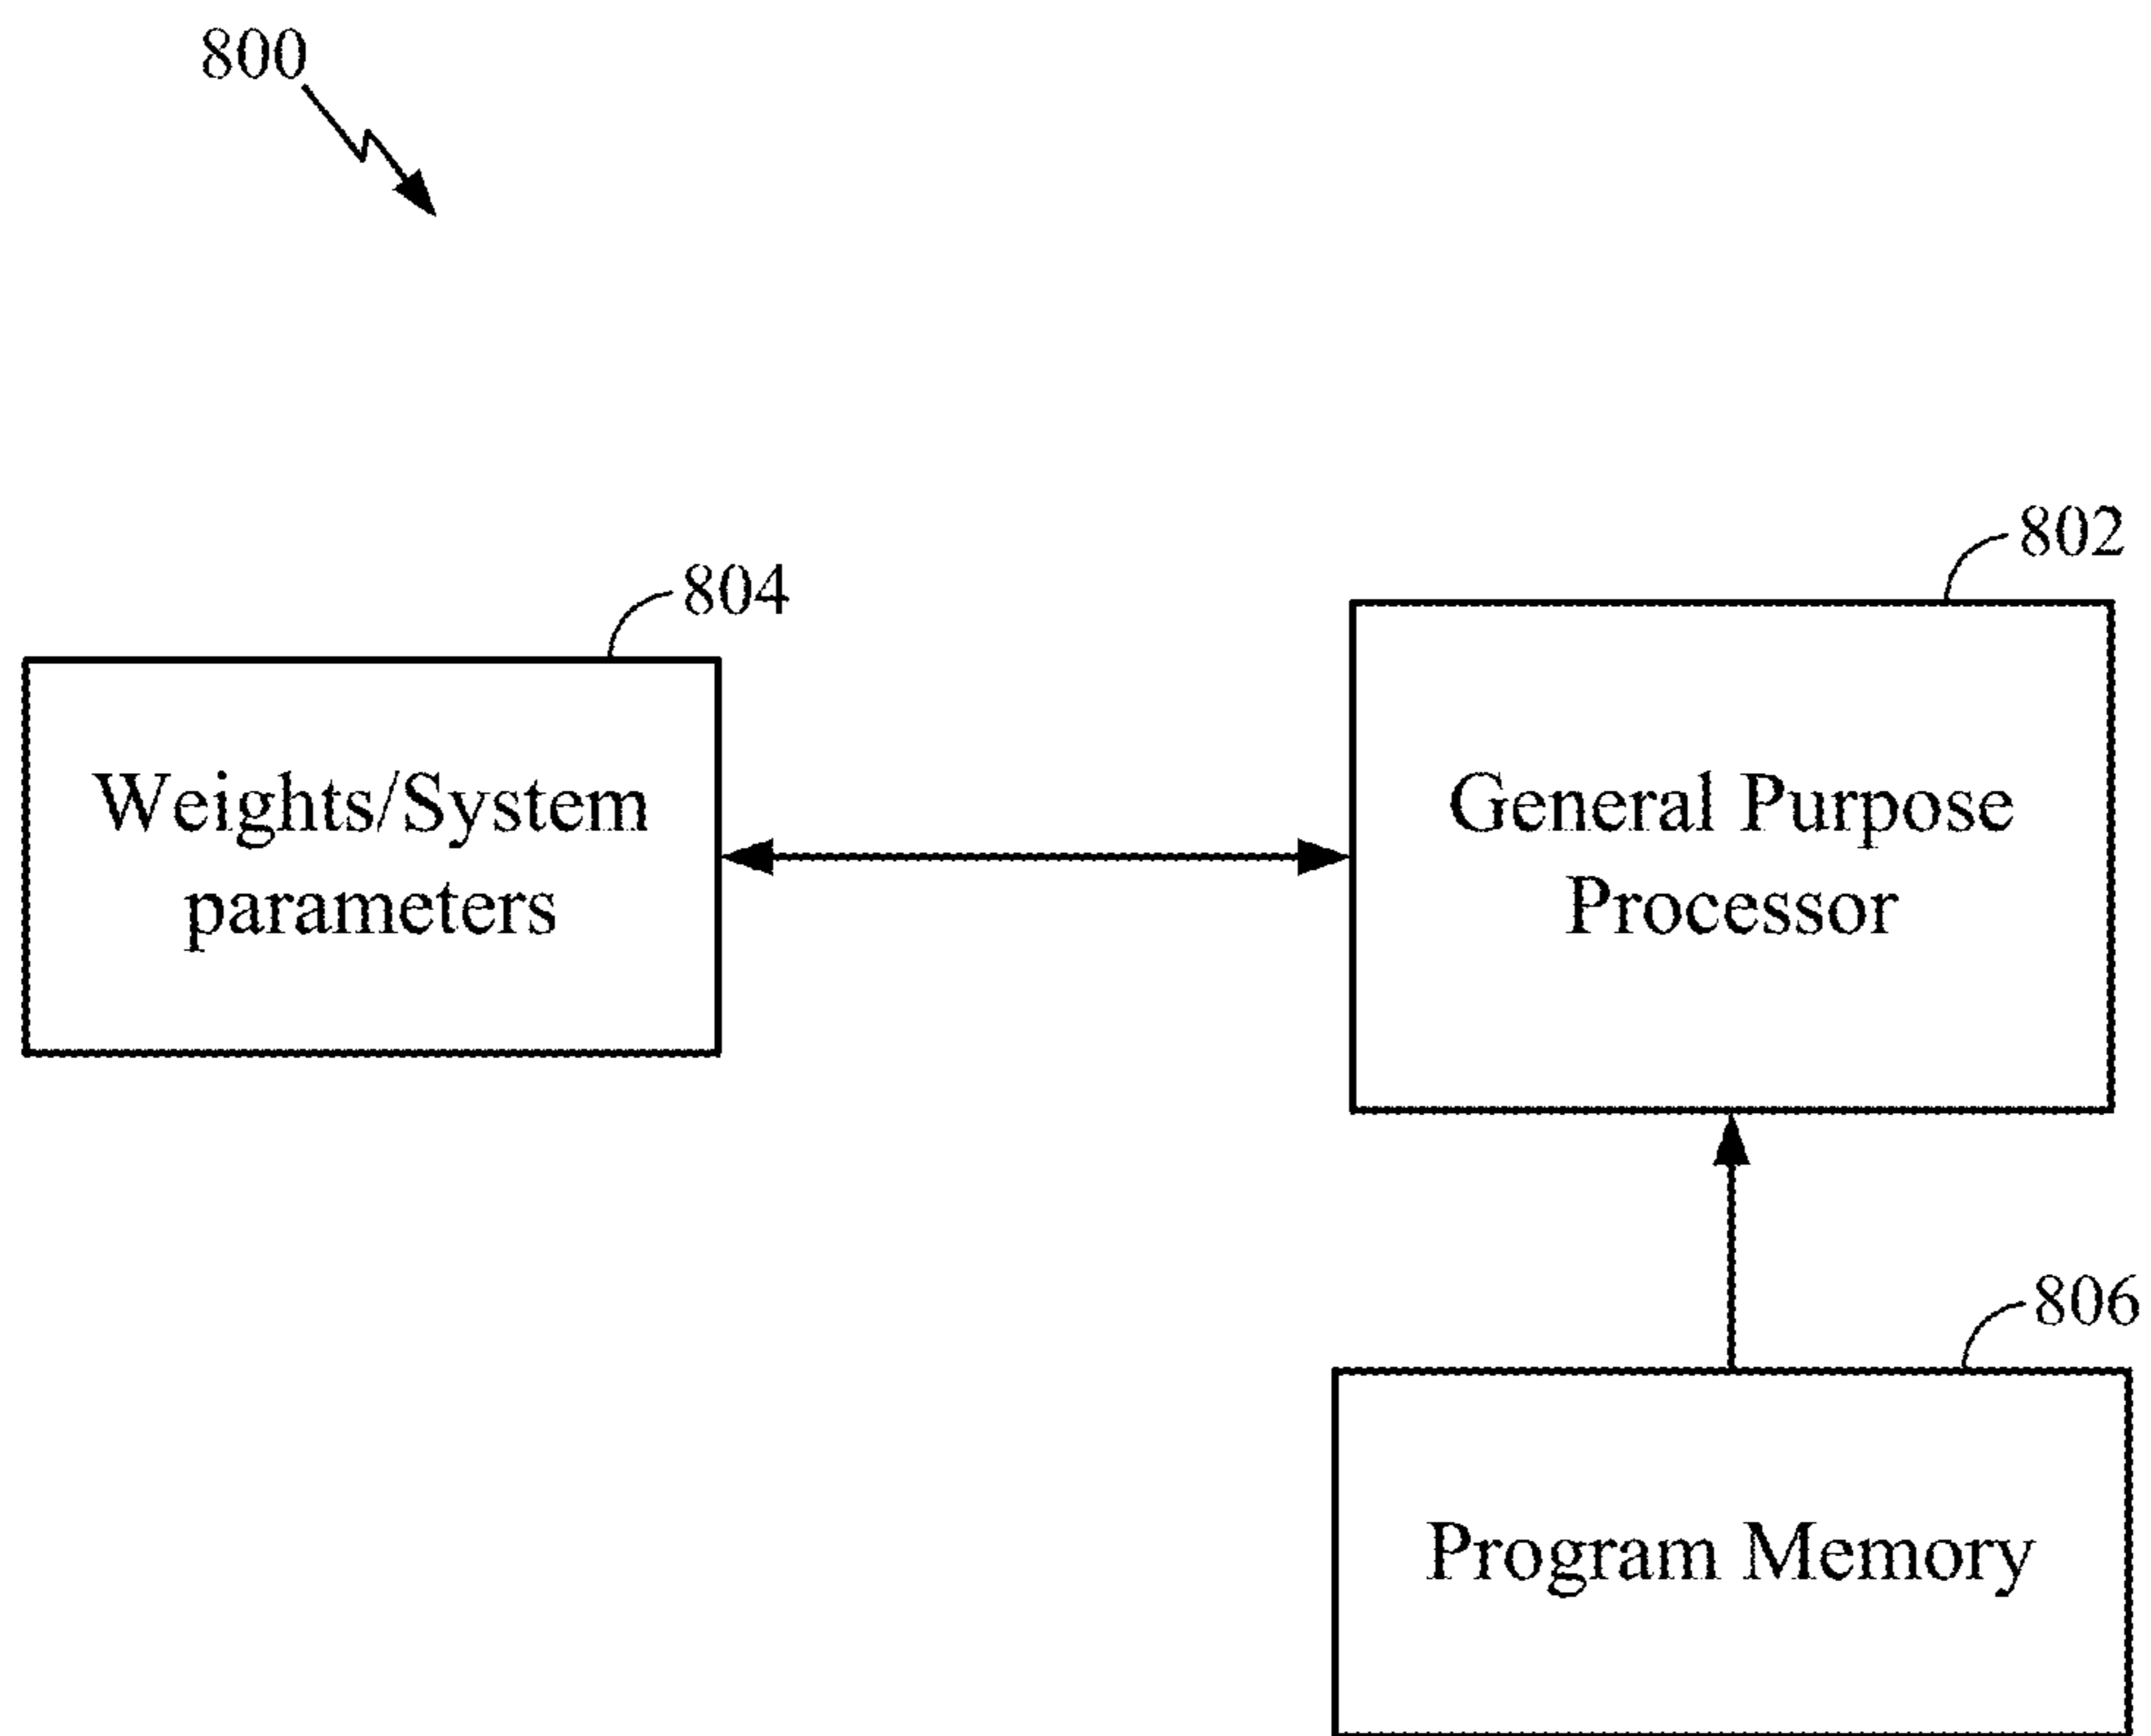 800
802
804
Weights/System
parameters
General Purpose
Processor
806
Program Memory